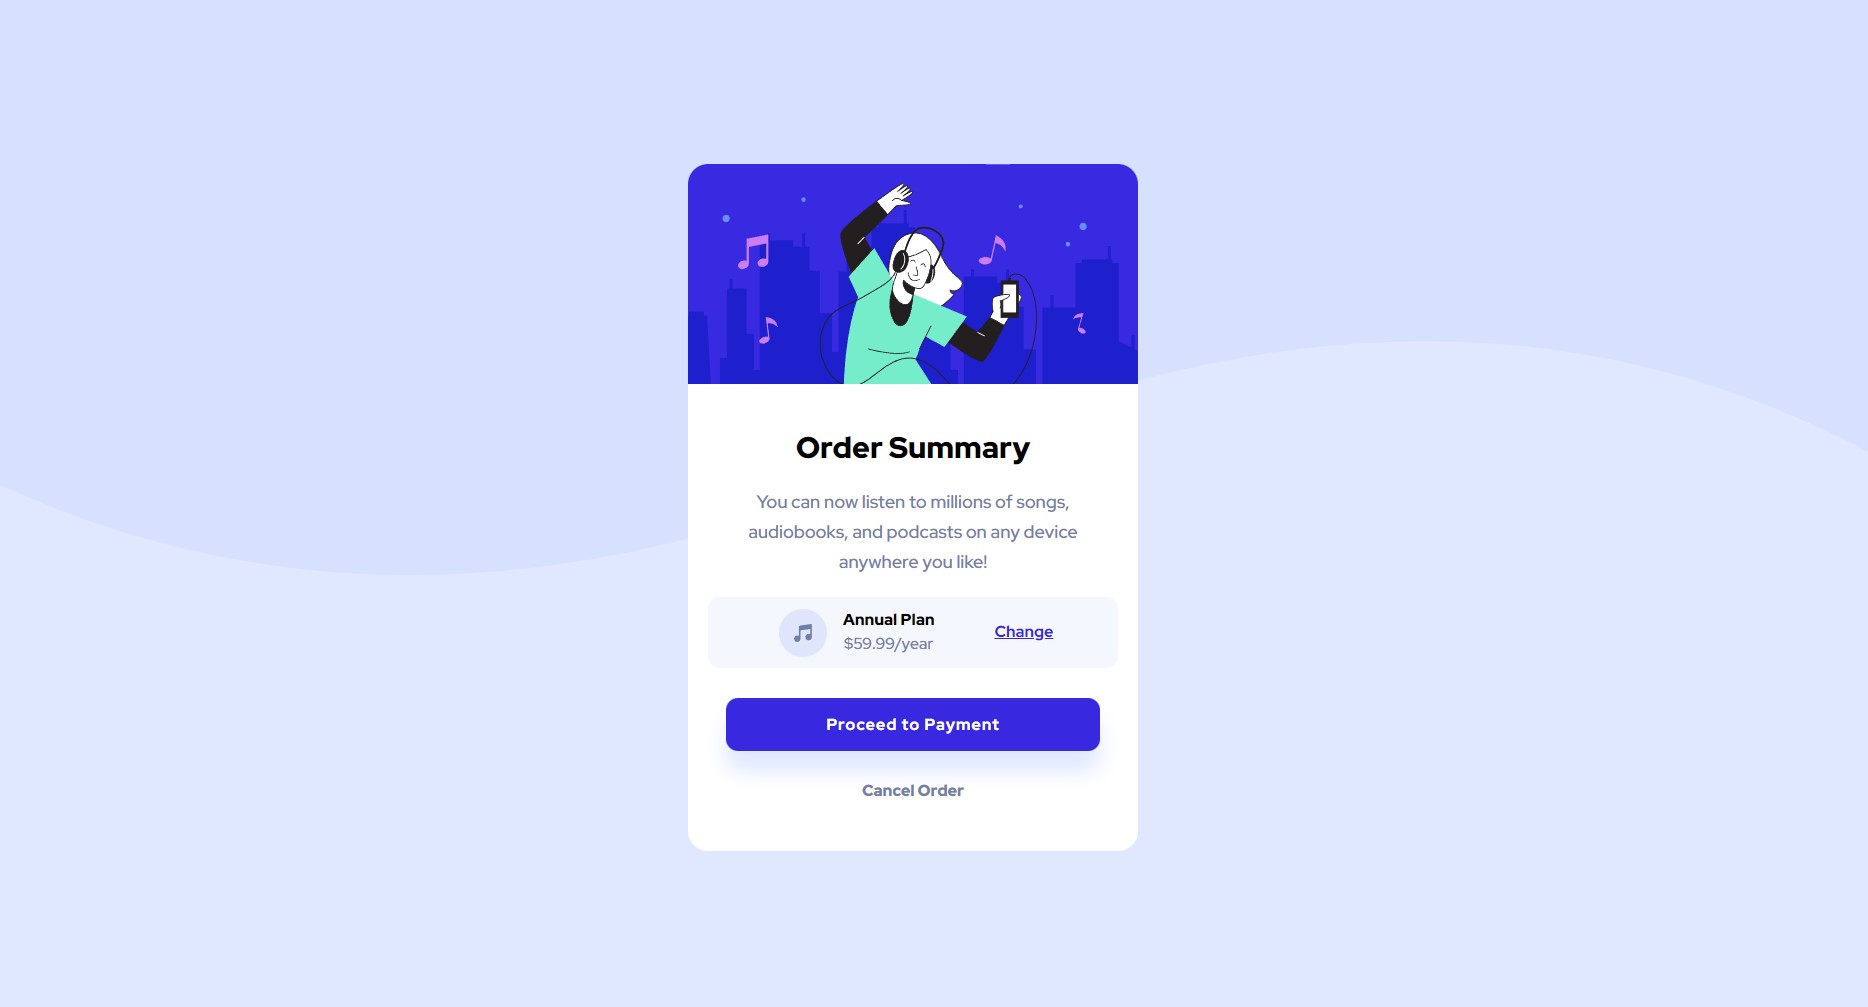 Order Summary
You can now listen to millions of songs,
audiobooks, and podcasts on any device
anywhere you like!
Annual Plan
$59.99/year
Change
Proceed to Payment
Cancel Order